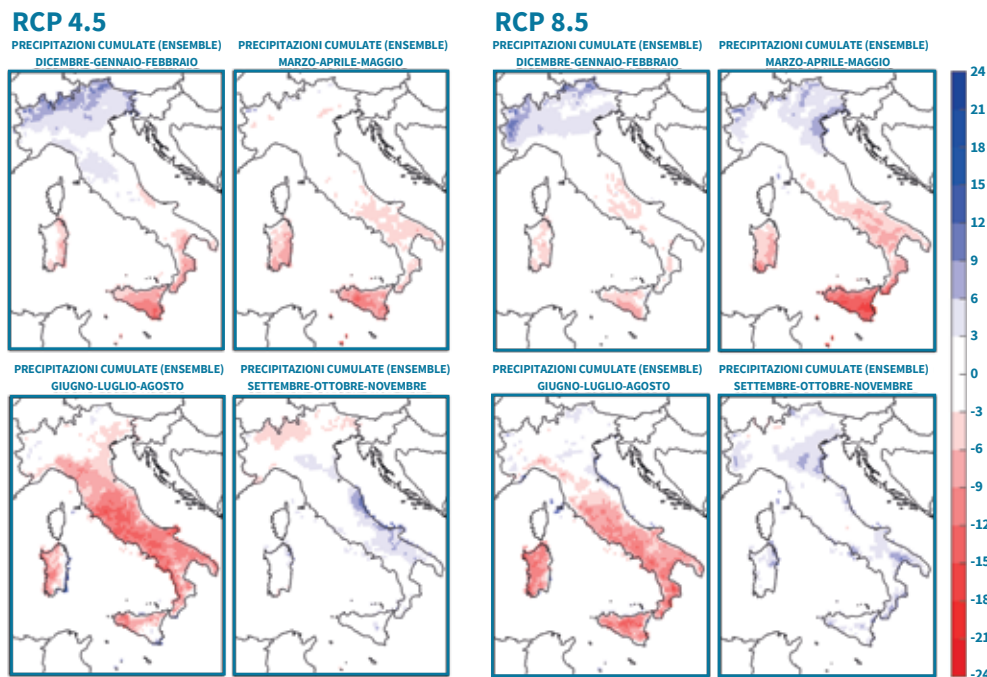 RCP 4.5
PRECIPITAZIONI CUMULATE (ENSEMBLE)
DICEMBRE-GENNAIO-FEBBRAIO
PRECIPITAZIONI CUMULATE (ENSEMBLE)
MARZO-APRILE-MAGGIO
PRECIPITAZIONI CUMULATE (ENSEMBLE)
GIUGNO-LUGLIO-AGOSTO
PRECIPITAZIONI CUMULATE (ENSEMBLE)
SETTEMBRE-OTTOBRE-NOVEMBRE
RCP 8.5
PRECIPITAZIONI CUMULATE (ENSEMBLE)
DICEMBRE-GENNAIO-FEBBRAIO
PRECIPITAZIONI CUMULATE (ENSEMBLE)
MARZO-APRILE-MAGGIO
PRECIPITAZIONI CUMULATE (ENSEMBLE)
GIUGNO-LUGLIO-AGOSTO
PRECIPITAZIONI CUMULATE (ENSEMBLE)
SETTEMBRE-OTTOBRE-NOVEMBRE
24
21
18
15
12
9
6
3
0
-3
-6
-9
-12
-15
-18
-21
-24